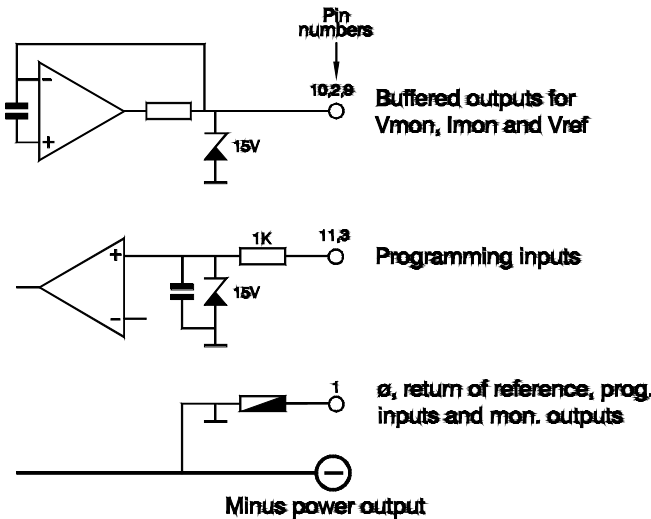 Pin
numbers
10,2,9
Buffered outputs for
Vmon, Imon and Vref
-
+
15V
1K
11,3
Programming inputs
+
-
15V
1
ø, return of reference, prog.
inputs and mon. outputs
-
Minus power output